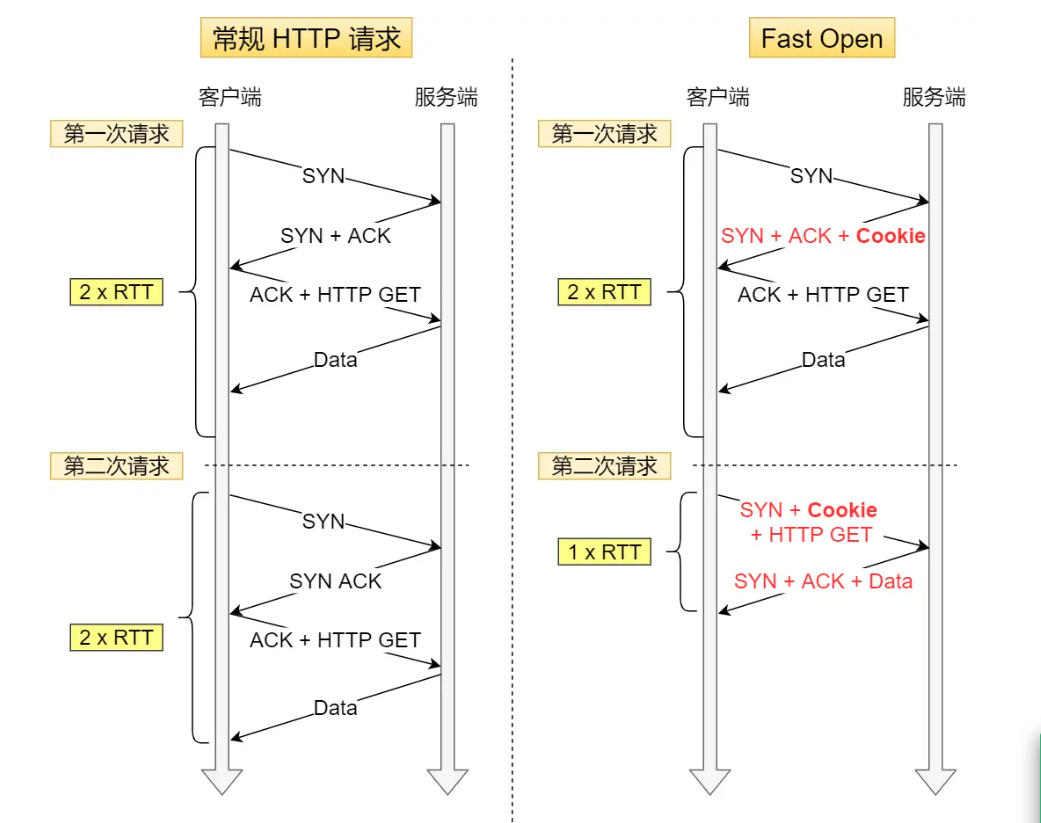 常规 HTTP 请求
客户端
服务端
第一次请求
SYN
SYN + ACK
2 x RTT
ACK + HTTP GET
Data
第二次请求
SYN
SYN ACK
2 x RTT
ACK + HTTP GET
Data
Fast Open
客户端
服务端
第一次请求
SYN
SYN + ACK + Cookie
2 x RTT
ACK + HTTP GET
Data
第二次请求
SYN + Cookie
+ HTTP GET
1 x RTT
SYN + ACK + Data